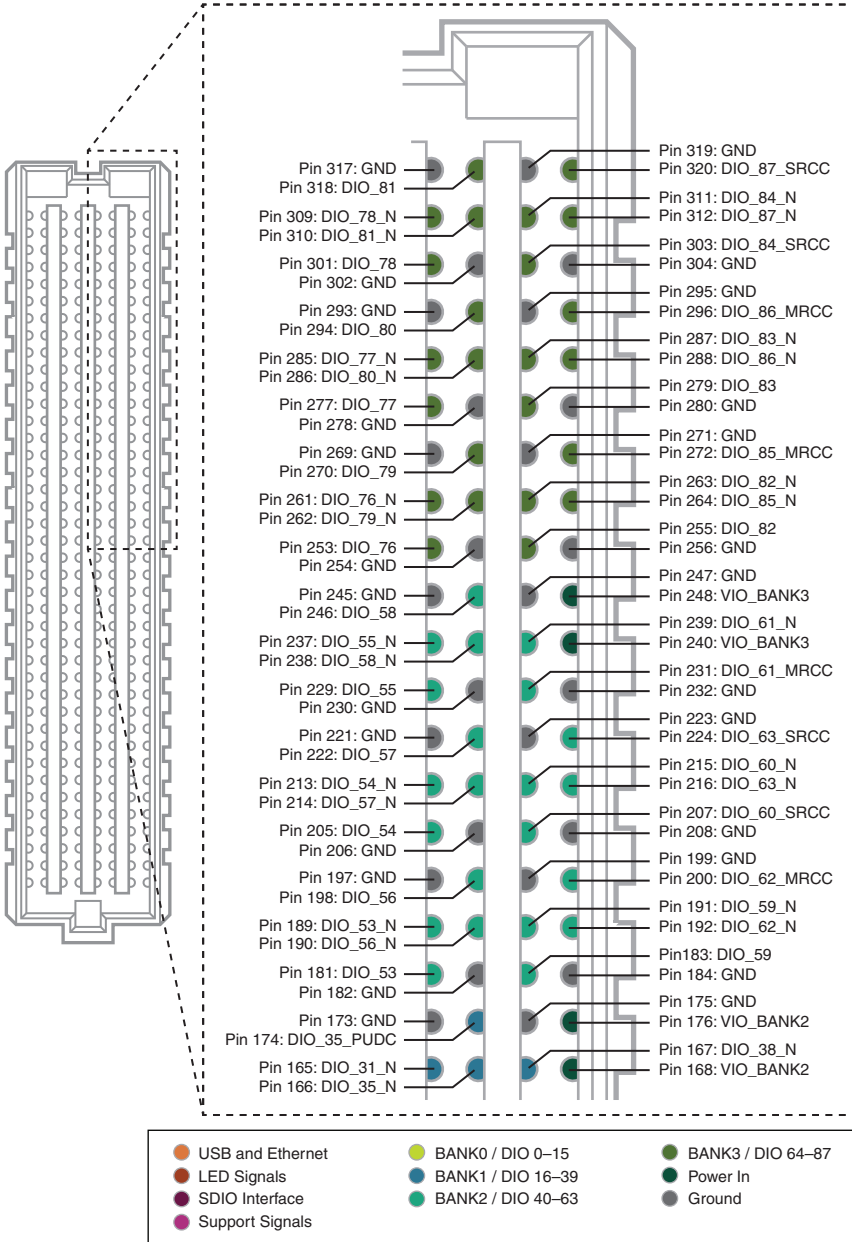 Pin 317: GND
Pin 318: DIO_81
Pin 309: DIO_78_N
Pin 310: DIO_81_N
Pin 301: DIO_78
Pin 302: GND
Pin 293: GND
Pin 294: DIO_80
Pin 285: DIO_77_N
Pin 286: DIO_80_N
Pin 277: DIO_77
Pin 278: GND
Pin 269: GND
Pin 270: DIO_79
Pin 261: DIO_76_N
Pin 262: DIO_79_N
Pin 253: DIO_76
Pin 254: GND
Pin 245: GND
Pin 246: DIO_58
Pin 237: DIO_55_N
Pin 238: DIO_58_N
Pin 229: DIO_55
Pin 230: GND
Pin 221: GND
Pin 222: DIO_57
Pin 213: DIO_54_N
Pin 214: DIO_57_N
Pin 205: DIO_54
Pin 206: GND
Pin 197: GND
Pin 198: DIO_56
Pin 189: DIO_53_N
Pin 190: DIO_56_N
Pin 181: DIO_53
Pin 182: GND
Pin 173: GND
Pin 174: DIO_35_PUDC
Pin 165: DIO_31_N
Pin 166: DIO_35_N
Pin 319: GND
Pin 320: DIO_87_SRCC
Pin 311: DIO_84_N
Pin 312: DIO_87_N
Pin 303: DIO_84_SRCC
Pin 304: GND
Pin 295: GND
Pin 296: DIO_86_MRCC
Pin 287: DIO_83_N
Pin 288: DIO_86_N
Pin 279: DIO_83
Pin 280: GND
Pin 271: GND
Pin 272: DIO_85_MRCC
Pin 263: DIO_82_N
Pin 264: DIO_85_N
Pin 255: DIO_82
Pin 256: GND
Pin 247: GND
Pin 248: VIO_BANK3
Pin 239: DIO_61_N
Pin 240: VIO_BANK3
Pin 231: DIO_61_MRCC
Pin 232: GND
Pin 223: GND
Pin 224: DIO_63_SRCC
Pin 215: DIO_60_N
Pin 216: DIO_63_N
Pin 207: DIO_60_SRCC
Pin 208: GND
Pin 199: GND
Pin 200: DIO_62_MRCC
Pin 191: DIO_59_N
Pin 192: DIO_62_N
Pin183: DIO_59
Pin 184: GND
Pin 175: GND
Pin 176: VIO_BANK2
Pin 167: DIO_38_N
Pin 168: VIO_BANK2
USB and Ethernet
LED Signals
SDIO Interface
Support Signals
BANK0 / DIO 0–15
BANK1 / DIO 16–39
BANK2 / DIO 40–63
BANK3 / DIO 64–87
Power In
Ground